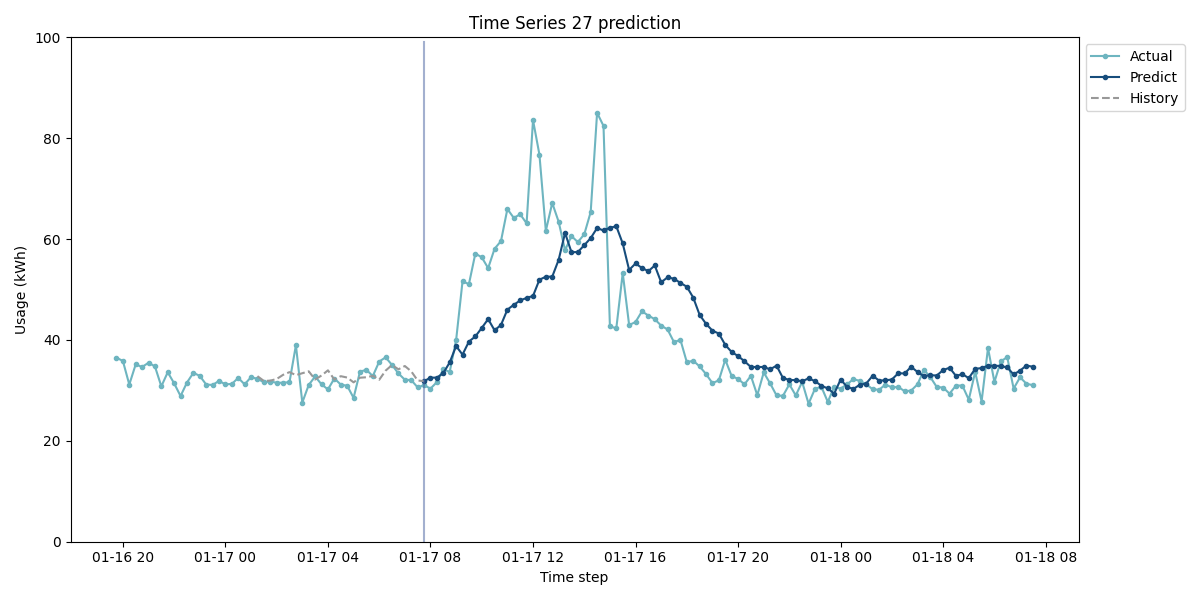 Time Series 27 prediction
Usage (kWh)
100
80
60
40
20
0
01-16 20
01-17 00
01-17 04
01-17 08
01-17 12
01-17 16
01-17 20
01-18 00
01-18 04
01-18 08
Time step
Actual
Predict
History